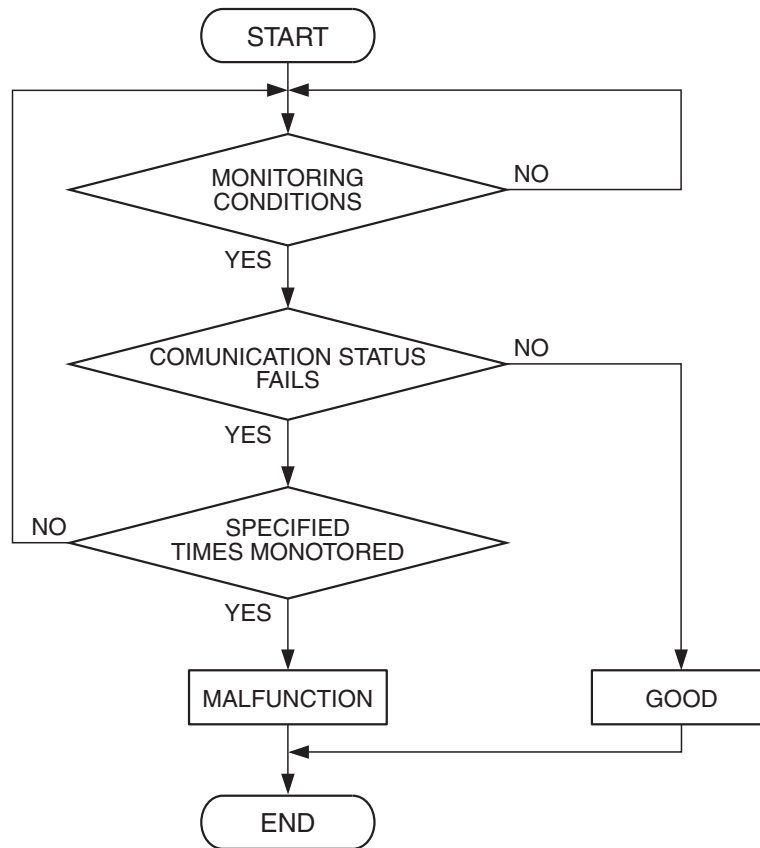 START
MONITORING
CONDITIONS
NO
YES
COMUNICATION STATUS
FAILS
NO
YES
SPECIFIED
TIMES MONOTORED
NO
YES
MALFUNCTION
GOOD
END